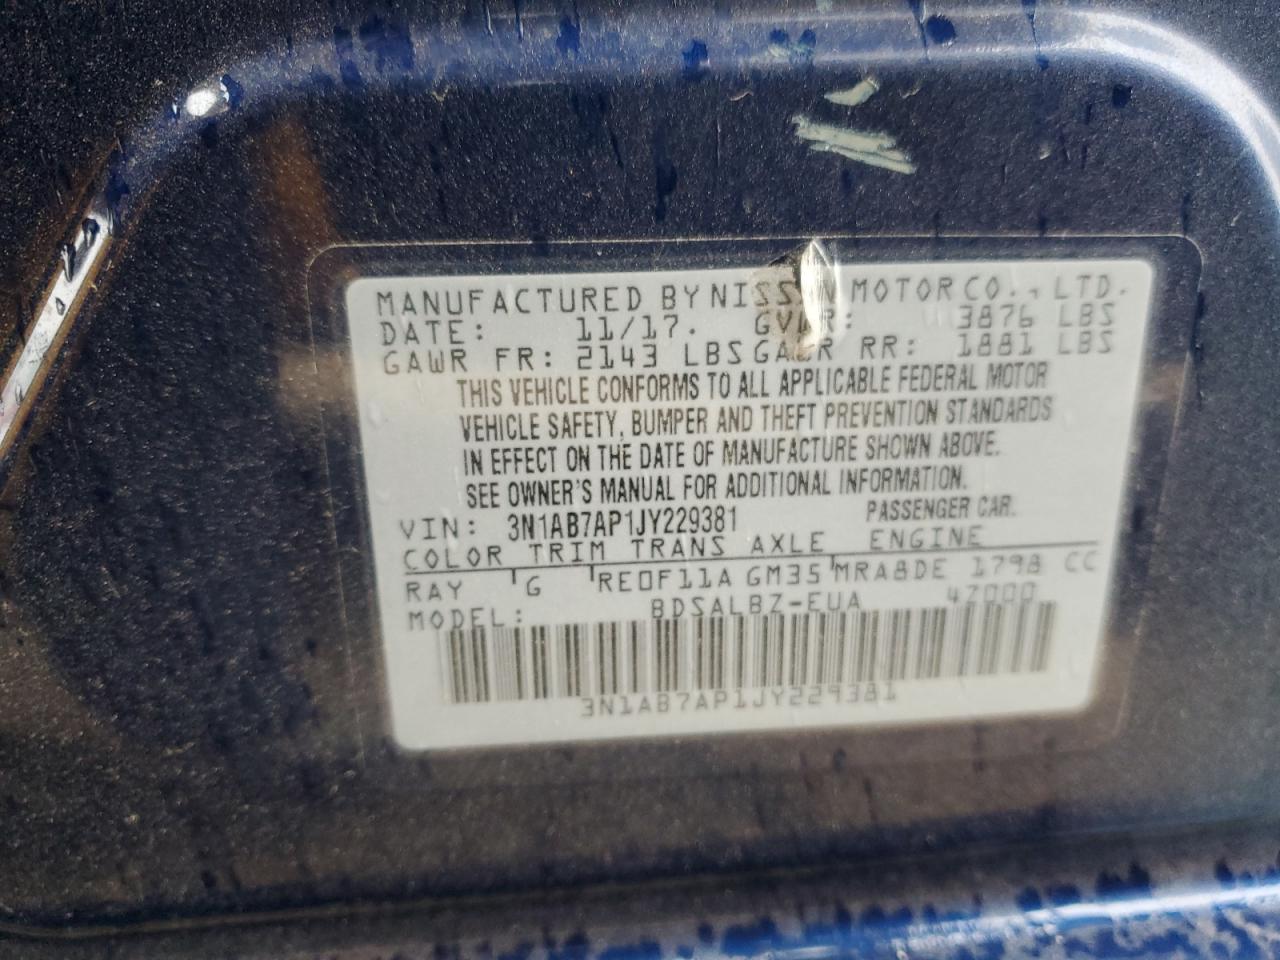 MANUFACTURED BY NISSAN MOTOR CO., LTD.
DATE: 11/17. GVWR: 3876 LBS
GAWR FR: 2143 LBS GAWR RR: 1881 LBS
THIS VEHICLE CONFORMS TO ALL APPLICABLE FEDERAL MOTOR
VEHICLE SAFETY, BUMPER AND THEFT PREVENTION STANDARDS
IN EFFECT ON THE DATE OF MANUFACTURE SHOWN ABOVE.
SEE OWNER'S MANUAL FOR ADDITIONAL INFORMATION.
VIN: 3N1AB7AP1JY229381 PASSENGER CAR.
COLOR TRIM TRANS AXLE ENGINE
RAY G RE0F11A GM35 MRA8DE 1798 CC
MODEL: BDSALBZ-EUA 47000
3N1AB7AP1JY229381